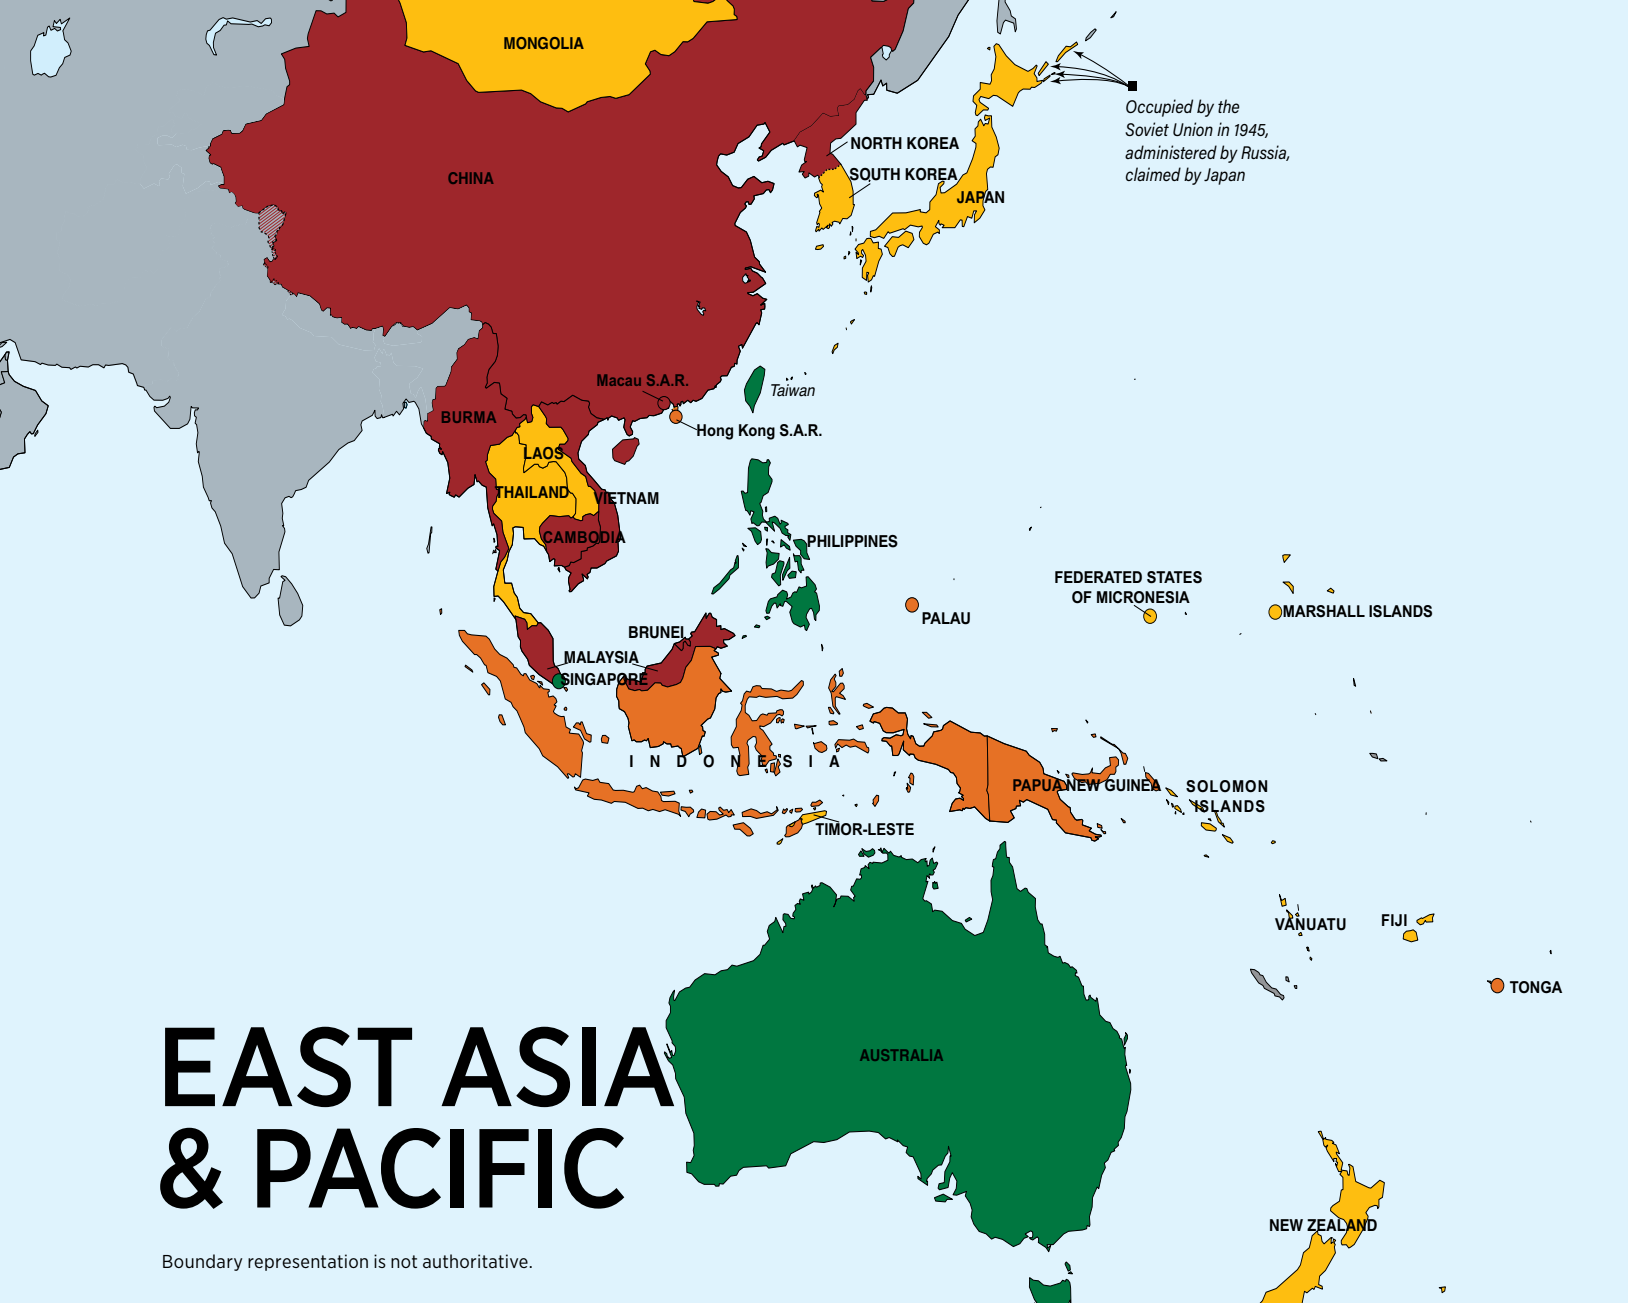 MONGOLIA
Occupied by the
Soviet Union in 1945,
administered by Russia,
claimed by Japan
NORTH KOREA
SOUTH KOREA
CHINA
JAPAN
Macau S.A.R.
Taiwan
BURMA
Hong Kong S.A.R.
LAOS
THAILAND
VIETNAM
CAMBODIA
PHILIPPINES
FEDERATED STATES
OF MICRONESIA
PALAU
MARSHALL ISLANDS
BRUNEI
MALAYSIA
SINGAPORE
INDONESIA
PAPUA NEW GUINEA
SOLOMON
ISLANDS
TIMOR-LESTE
VANUATU
FIJI
TONGA
AUSTRALIA
EAST ASIA
& PACIFIC
NEW ZEALAND
Boundary representation is not authoritative.